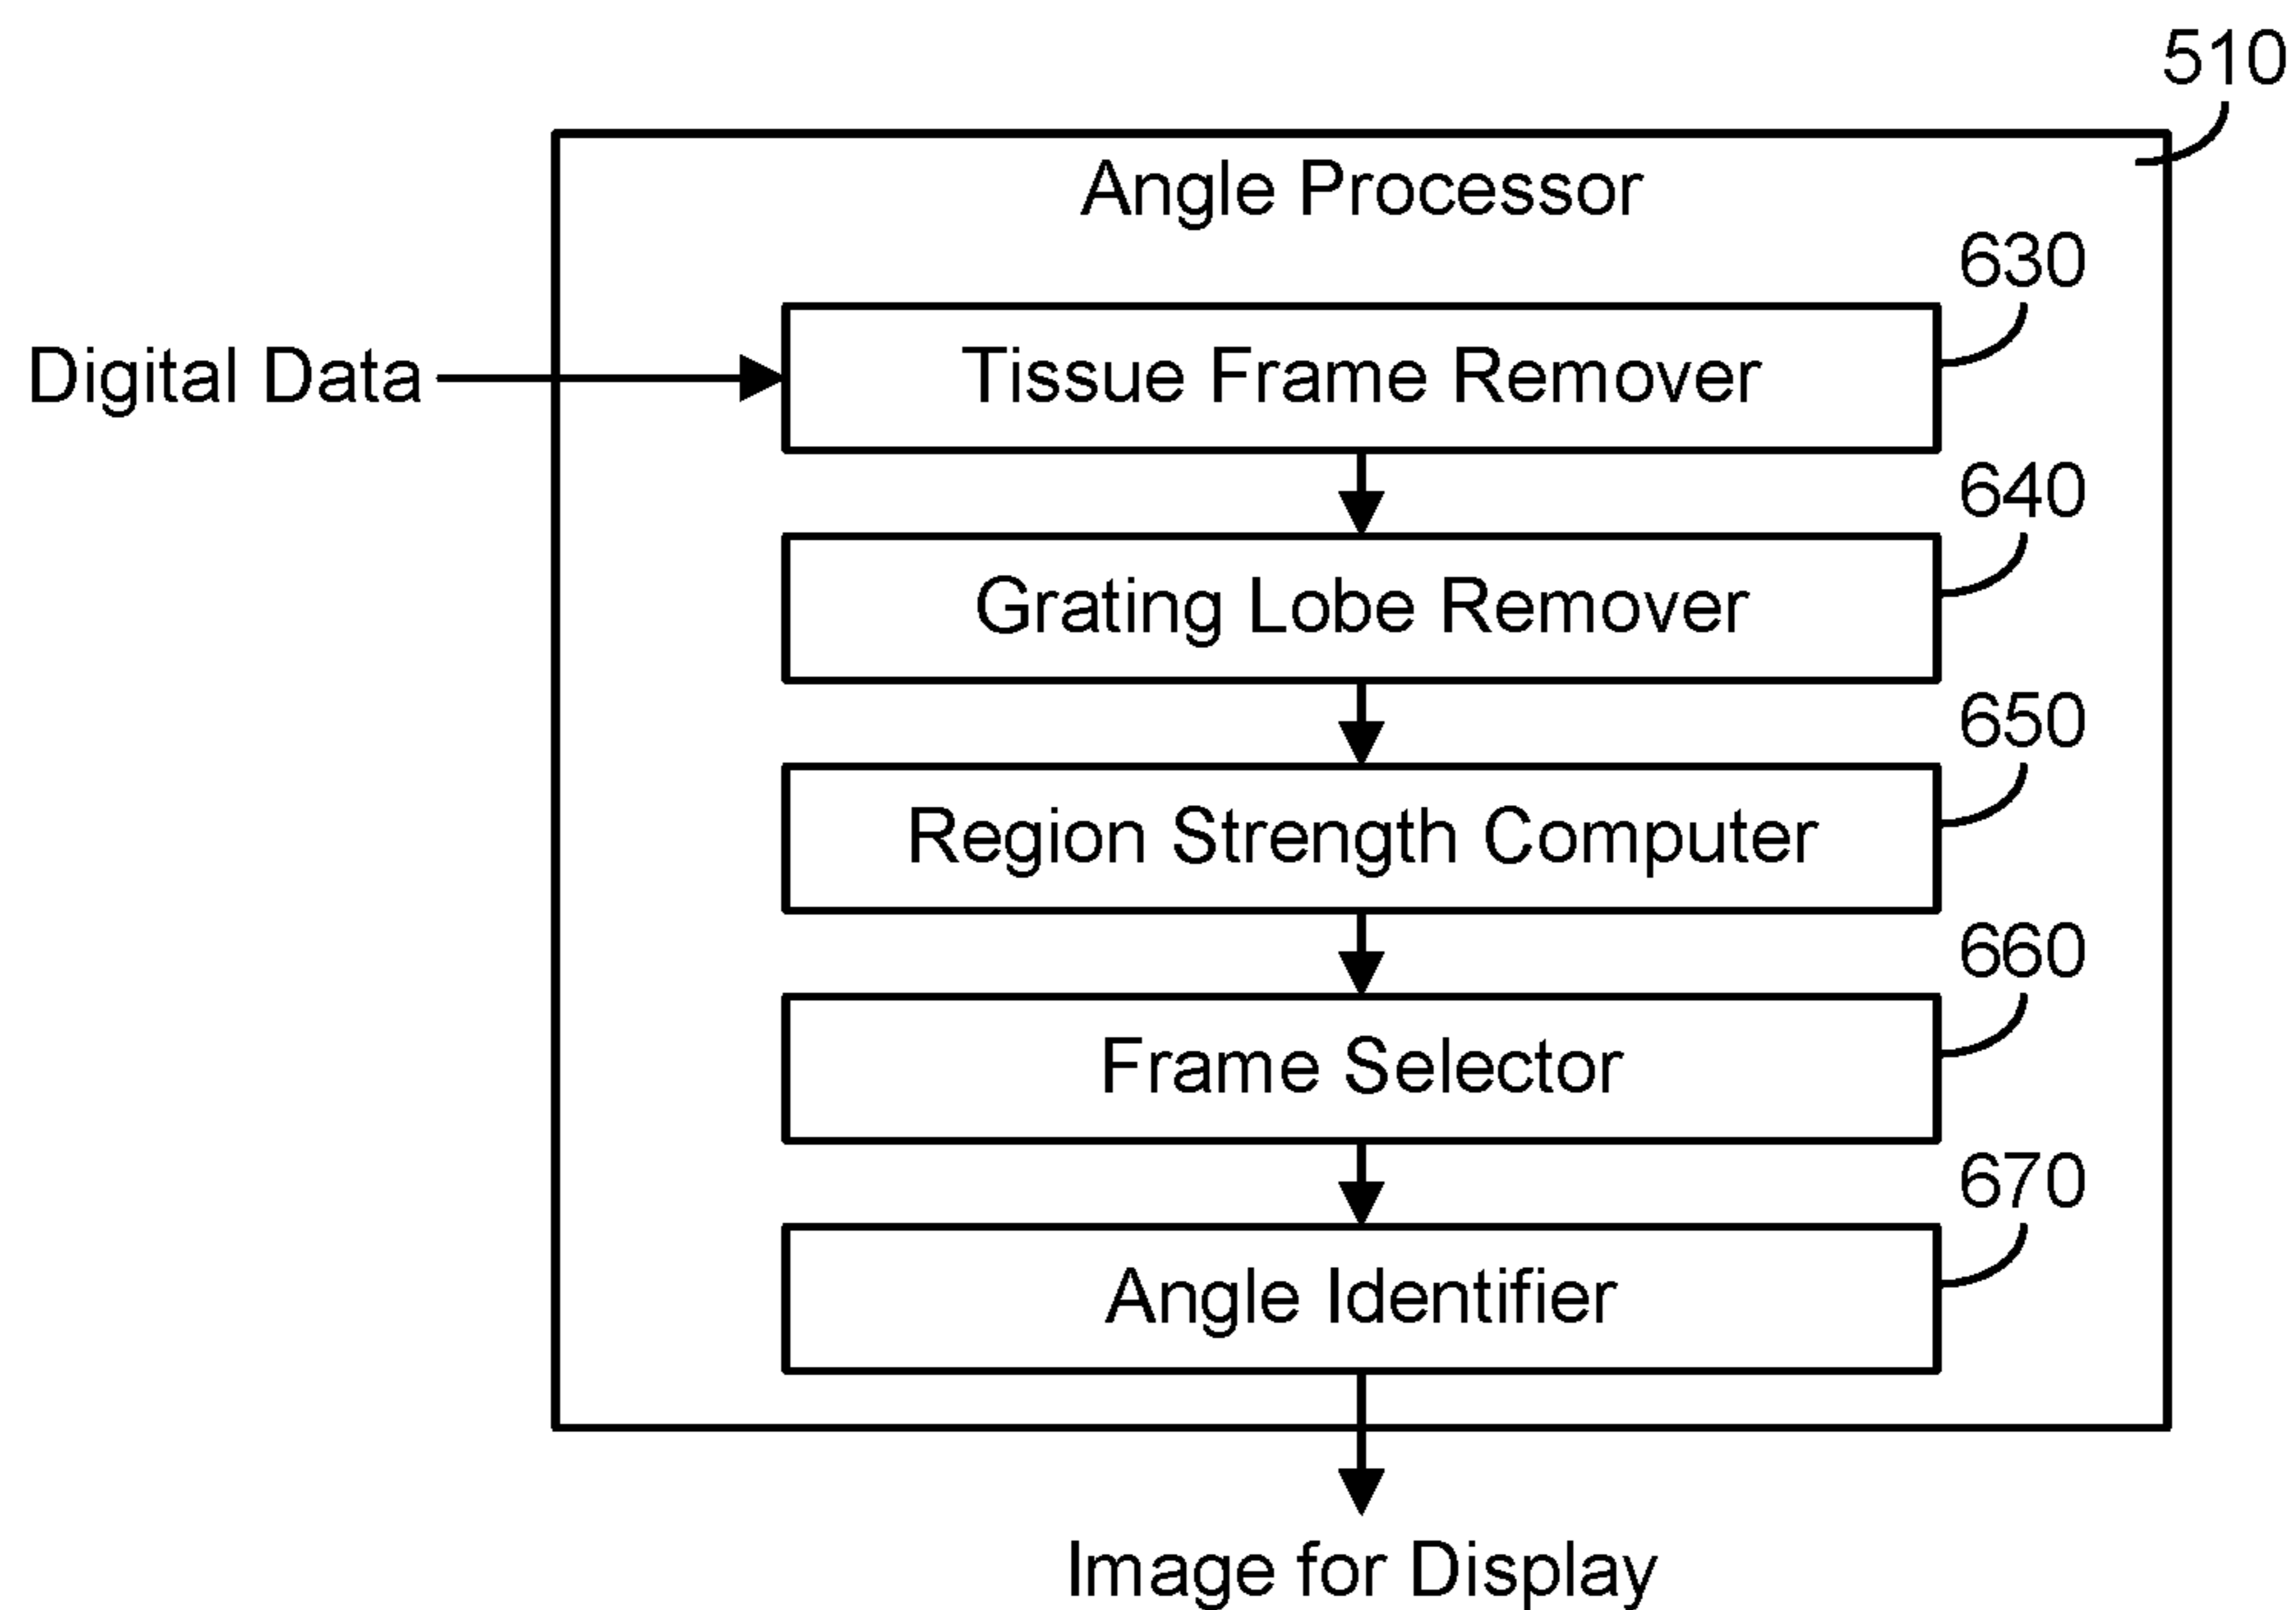 510
Angle Processor
630
Digital Data
Tissue Frame Remover
640
Grating Lobe Remover
650
Region Strength Computer
660
Frame Selector
670
Angle Identifier
Image for Display